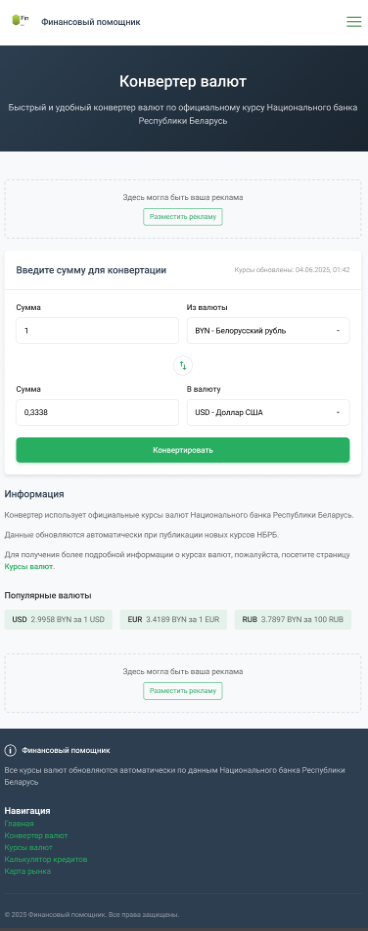 Fin
Финансовый помощник
Конвертер валют
Быстрый и удобный конвертер валют по официальному курсу Национального банка
Республики Беларусь
Здесь могла быть ваша реклама
Разместить рекламу
Введите сумму для конвертации
Курсы обновлены: 04.06.2025, 01:42
Сумма
Из валюты
1
BYN - Белорусский рубль
Сумма
В валюту
0,3338
USD - Доллар США
Конвертировать
Информация
Конвертер использует официальные курсы валют Национального банка Республики Беларусь.
Данные обновляются автоматически при публикации новых курсов НБРБ.
Для получения более подробной информации о курсах валют, пожалуйста, посетите страницу
Курсы валют.
Популярные валюты
USD 2.9958 BYN за 1 USD
EUR 3.4189 BYN за 1 EUR
RUB 3.7897 BYN за 100 RUB
Здесь могла быть ваша реклама
Разместить рекламу
Финансовый помощник
Все курсы валют обновляются автоматически по данным Национального банка Республики
Беларусь
Навигация
Главная
Конвертер валют
Курсы валют
Калькулятор кредитов
Карта рынка
© 2025 Финансовый помощник. Все права защищены.